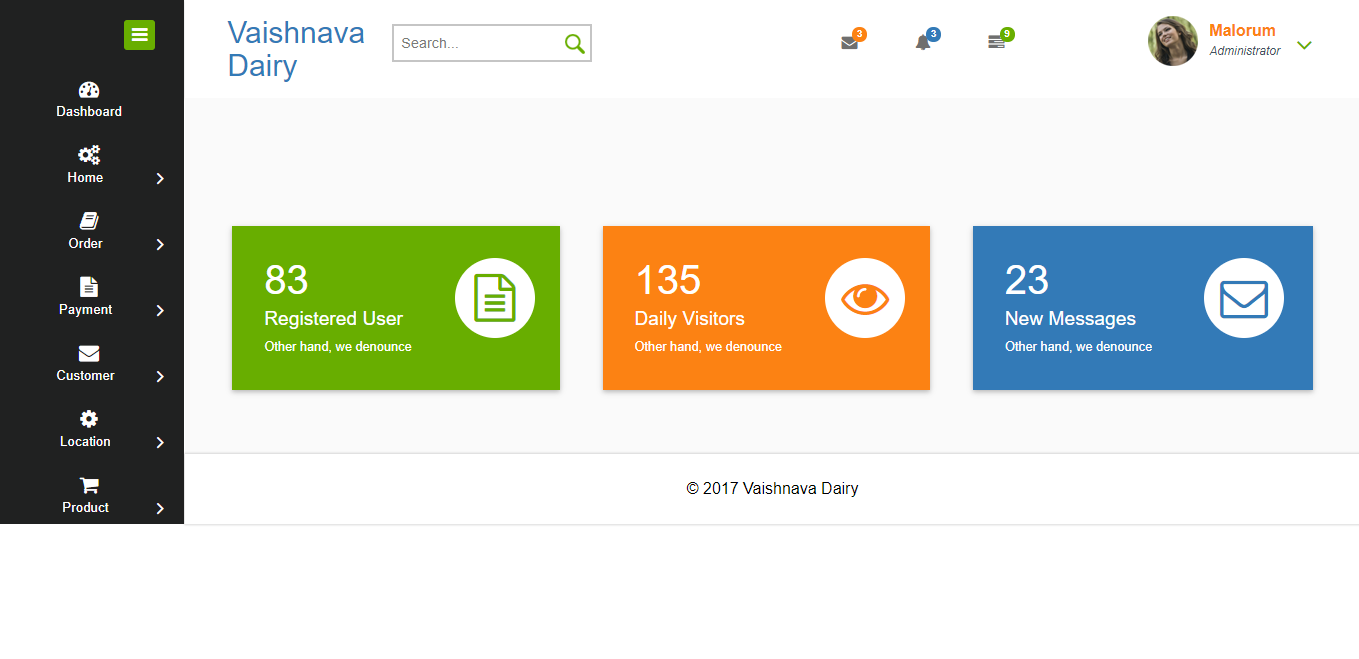 Vaishnava
Dairy
Search...
3
3
9
Malorum
Administrator
Dashboard
Home
Order
Payment
Customer
Location
Product
83
Registered User
Other hand, we denounce
135
Daily Visitors
Other hand, we denounce
23
New Messages
Other hand, we denounce
© 2017 Vaishnava Dairy